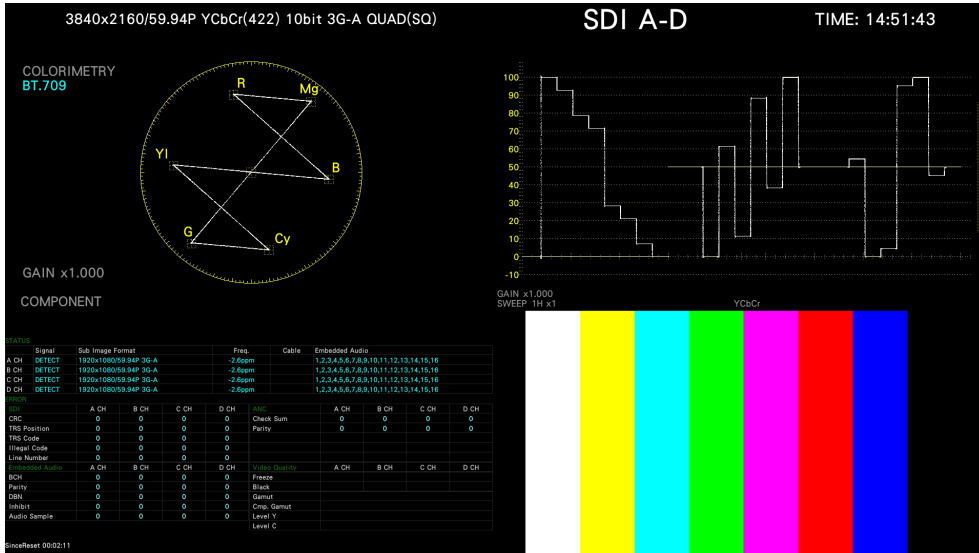 3840x2160/59.94P YCbCr(422) 10bit 3G-A QUAD(SQ)
SDI A-D
TIME: 14:51:43
COLORIMETRY
BT.709
R
Mg
Yl
B
G
Cy
GAIN x1.000
COMPONENT
100
90
80
70
60
50
40
30
20
10
0
-10
GAIN x1.000
SWEEP 1H x1
YCbCr
STATUS
Signal Sub Image Format Freq. Cable Embedded Audio
A CH DETECT 1920x1080/59.94P 3G-A -2.6ppm 1,2,3,4,5,6,7,8,9,10,11,12,13,14,15,16
B CH DETECT 1920x1080/59.94P 3G-A -2.6ppm 1,2,3,4,5,6,7,8,9,10,11,12,13,14,15,16
C CH DETECT 1920x1080/59.94P 3G-A -2.6ppm 1,2,3,4,5,6,7,8,9,10,11,12,13,14,15,16
D CH DETECT 1920x1080/59.94P 3G-A -2.6ppm 1,2,3,4,5,6,7,8,9,10,11,12,13,14,15,16
ERROR
SDI A CH B CH C CH D CH ANC A CH B CH C CH D CH
CRC 0 0 0 0 Check Sum 0 0 0 0
TRS Position 0 0 0 0 Parity 0 0 0 0
TRS Code 0 0 0 0
Illegal Code 0 0 0 0
Line Number 0 0 0 0
Embedded Audio A CH B CH C CH D CH Video Quality A CH B CH C CH D CH
BCH 0 0 0 0 Freeze
Parity 0 0 0 0 Black
DBN 0 0 0 0 Gamut
Inhibit 0 0 0 0 Cmp. Gamut
Audio Sample 0 0 0 0 Level Y
Level C
SinceReset 00:02:11